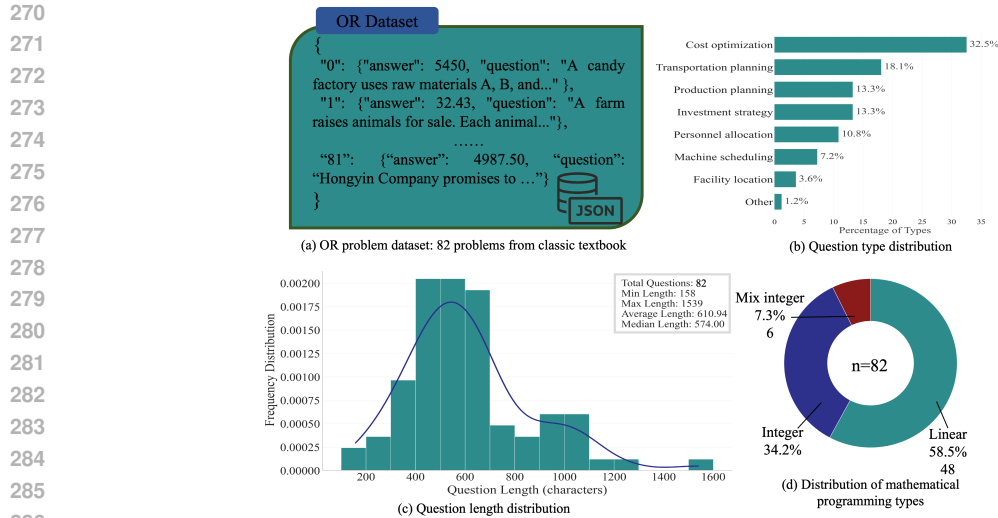 270
271
272
273
274
275
276
277
278
279
280
281
282
283
284
285
OR Dataset
{
"0": {"answer": 5450, "question": "A candy
factory uses raw materials A, B, and..." },
"1": {"answer": 32.43, "question": "A farm
raises animals for sale. Each animal..."},
......
“81”: {“answer”: 4987.50, “question”:
“Hongyin Company promises to …”}
}
JSON
(a) OR problem dataset: 82 problems from classic textbook
Cost optimization 32.5%
Transportation planning 18.1%
Production planning 13.3%
Investment strategy 13.3%
Personnel allocation 10.8%
Machine scheduling 7.2%
Facility location 3.6%
Other 1.2%
0 5 10 15 20 25 30 35
Percentage of Types
(b) Question type distribution
Frequency Distribution
0.00200
0.00175
0.00150
0.00125
0.00100
0.00075
0.00050
0.00025
0.00000
Total Questions: 82
Min Length: 158
Max Length: 1539
Average Length: 610.94
Median Length: 574.00
200 400 600 800 1000 1200 1400 1600
Question Length (characters)
(c) Question length distribution
Mix integer
7.3%
6
n=82
Integer
34.2%
Linear
58.5%
48
(d) Distribution of mathematical
programming types